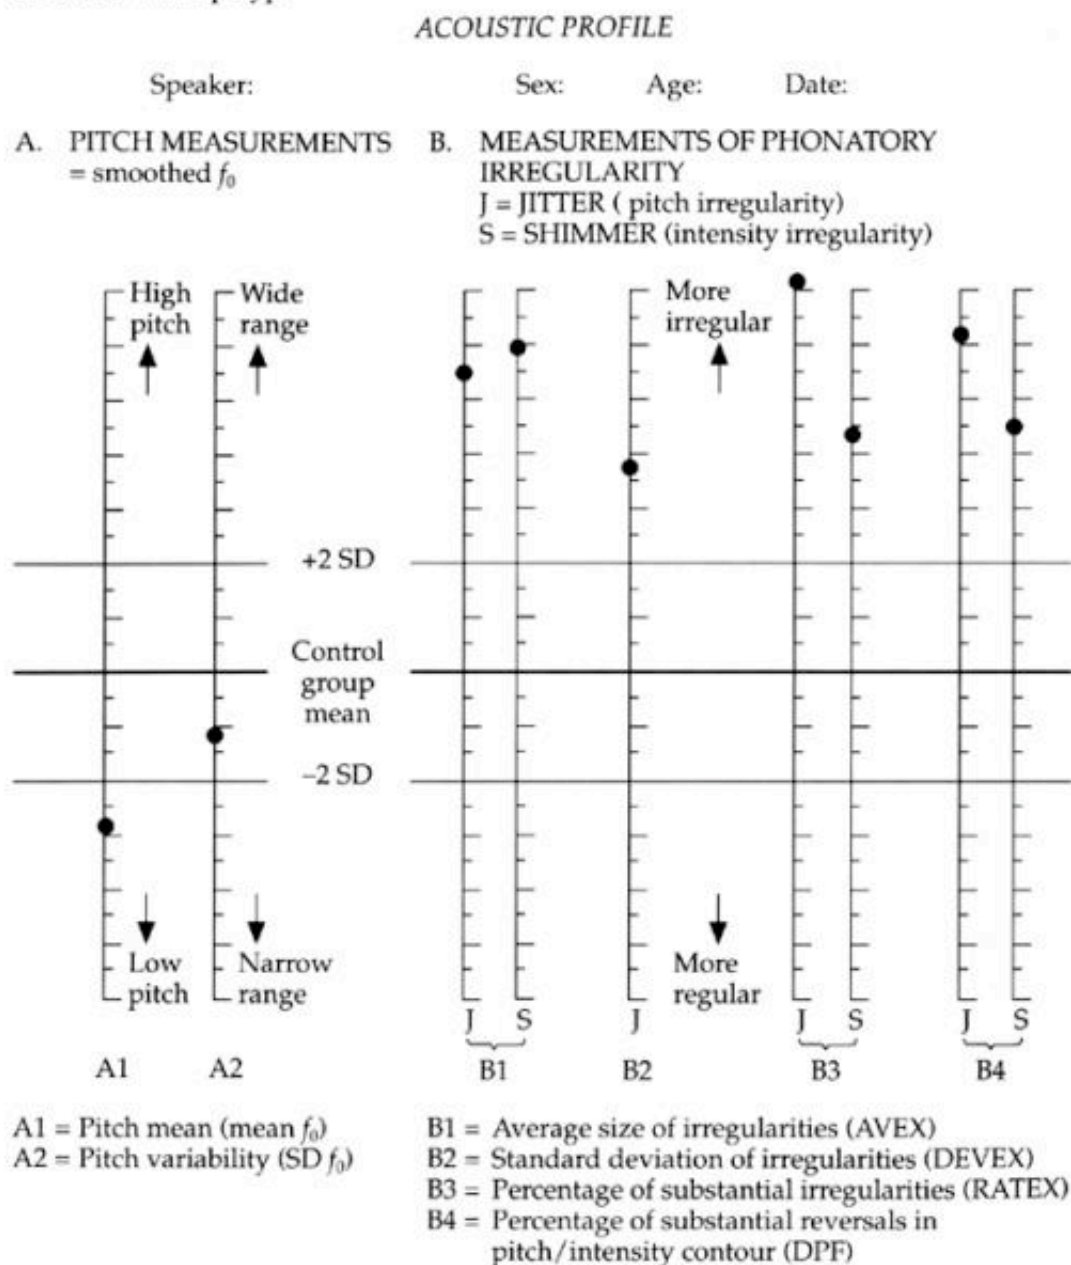 ACOUSTIC PROFILE
Speaker: Sex: Age: Date:
A. PITCH MEASUREMENTS
= smoothed f₀
B. MEASUREMENTS OF PHONATORY
IRREGULARITY
J = JITTER ( pitch irregularity)
S = SHIMMER (intensity irregularity)
High
pitch
Wide
range
More
irregular
+2 SD
Control
group
mean
–2 SD
Low
pitch
Narrow
range
More
regular
J S J J S J S
A1 A2 B1 B2 B3 B4
A1 = Pitch mean (mean f₀)
A2 = Pitch variability (SD f₀)
B1 = Average size of irregularities (AVEX)
B2 = Standard deviation of irregularities (DEVEX)
B3 = Percentage of substantial irregularities (RATEX)
B4 = Percentage of substantial reversals in
pitch/intensity contour (DPF)